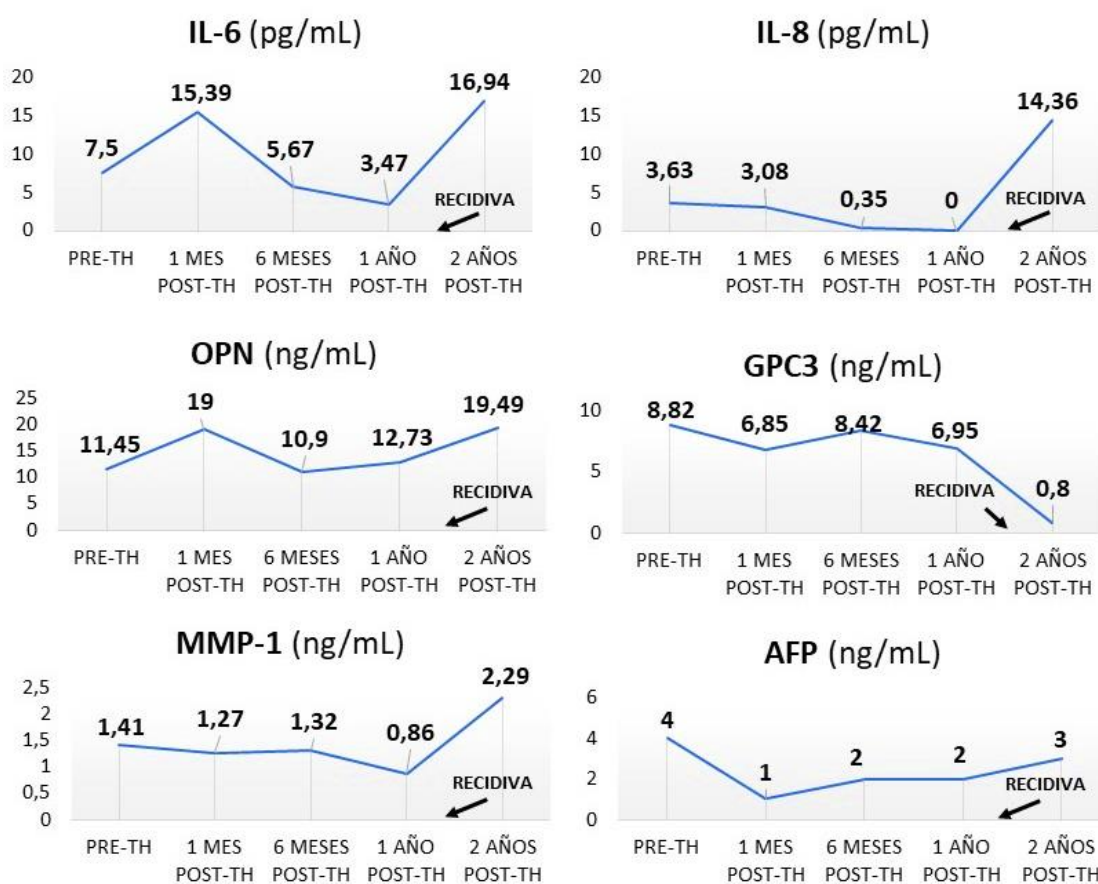 IL-6 (pg/mL)
20
15
10
5
0
7,5
15,39
5,67
3,47
16,94
RECIDIVA
PRE-TH
1 MES
POST-TH
6 MESES
POST-TH
1 AÑO
POST-TH
2 AÑOS
POST-TH
IL-8 (pg/mL)
20
15
10
5
0
3,63
3,08
0,35
0
14,36
RECIDIVA
PRE-TH
1 MES
POST-TH
6 MESES
POST-TH
1 AÑO
POST-TH
2 AÑOS
POST-TH
OPN (ng/mL)
25
20
15
10
5
0
11,45
19
10,9
12,73
19,49
RECIDIVA
PRE-TH
1 MES
POST-TH
6 MESES
POST-TH
1 AÑO
POST-TH
2 AÑOS
POST-TH
GPC3 (ng/mL)
10
5
0
8,82
6,85
8,42
6,95
0,8
RECIDIVA
PRE-TH
1 MES
POST-TH
6 MESES
POST-TH
1 AÑO
POST-TH
2 AÑOS
POST-TH
MMP-1 (ng/mL)
2,5
2
1,5
1
0,5
0
1,41
1,27
1,32
0,86
2,29
RECIDIVA
PRE-TH
1 MES
POST-TH
6 MESES
POST-TH
1 AÑO
POST-TH
2 AÑOS
POST-TH
AFP (ng/mL)
6
4
2
0
4
1
2
2
3
RECIDIVA
PRE-TH
1 MES
POST-TH
6 MESES
POST-TH
1 AÑO
POST-TH
2 AÑOS
POST-TH